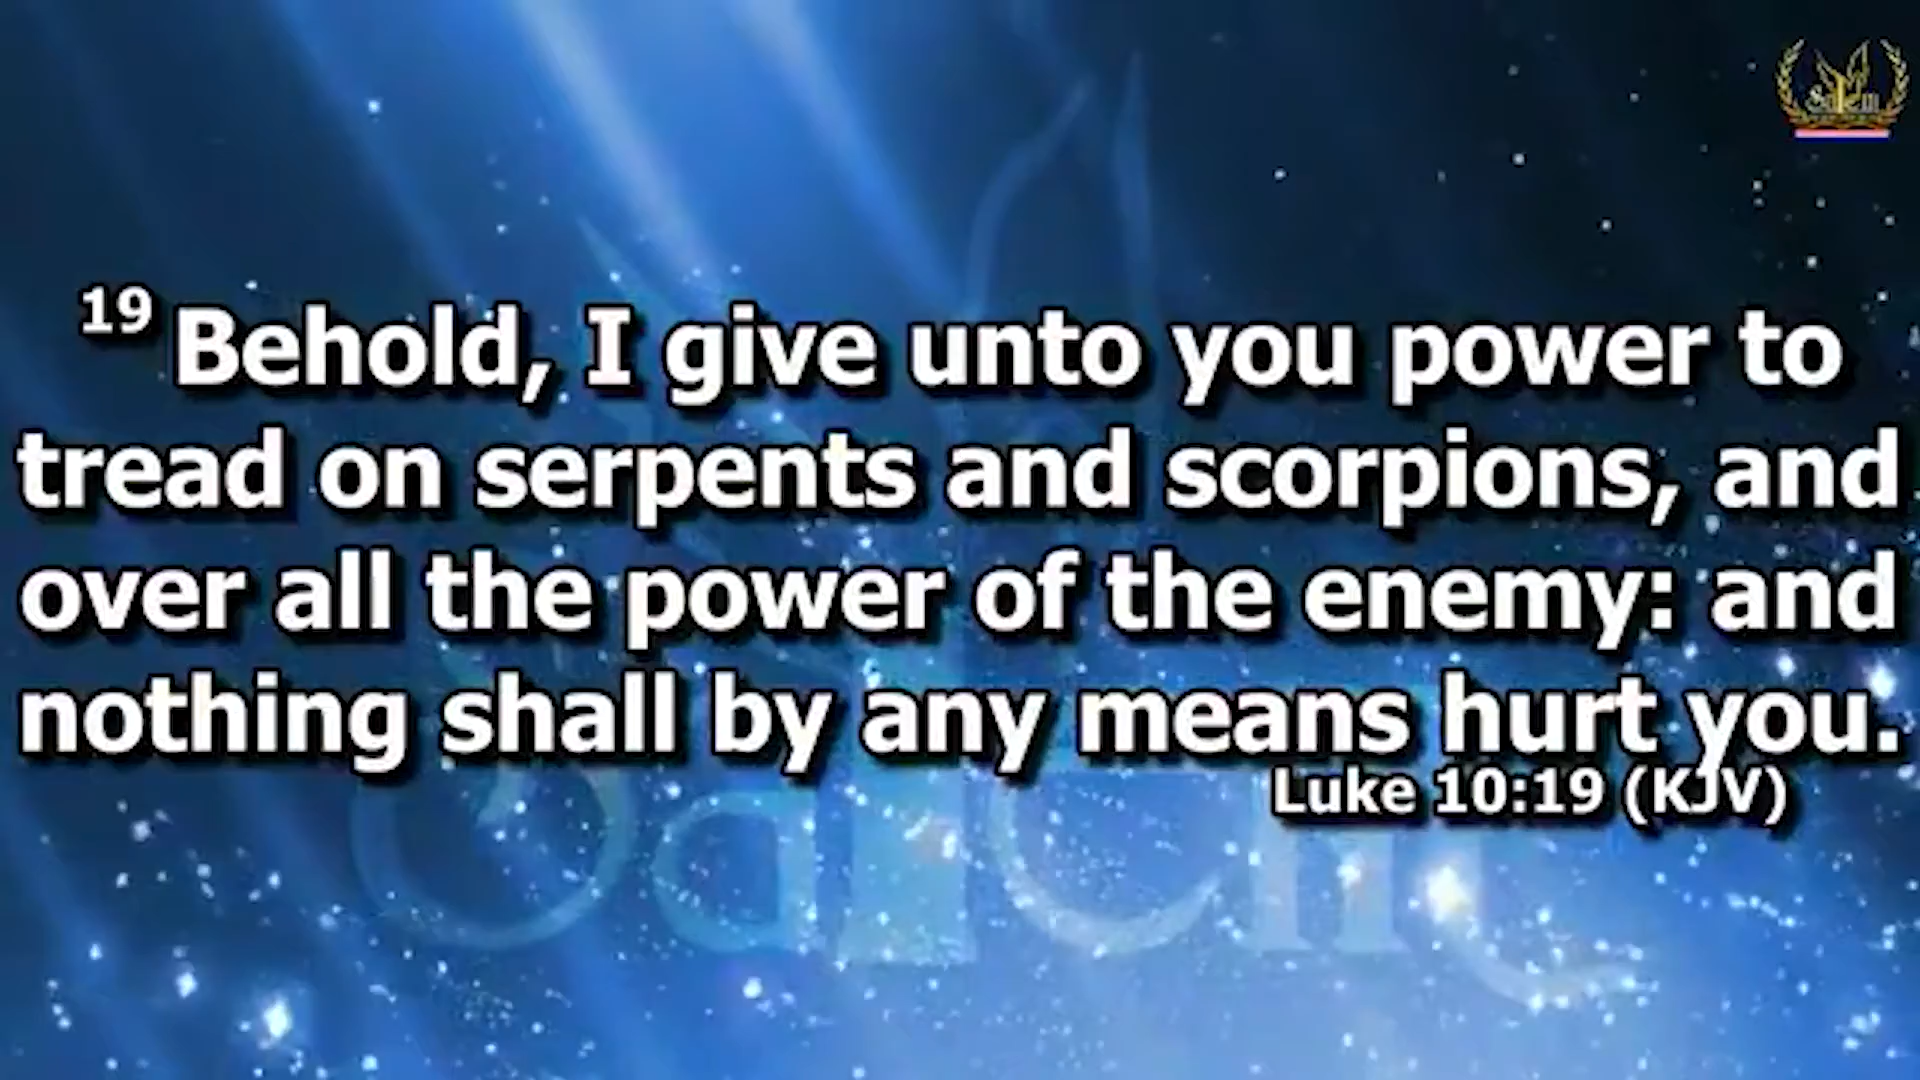 Salem
19 Behold, I give unto you power to
tread on serpents and scorpions, and
over all the power of the enemy: and
nothing shall by any means hurt you.
Luke 10:19 (KJV)